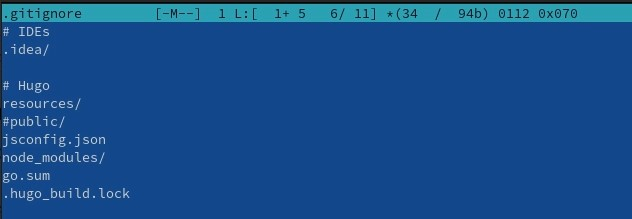 .gitignore [-M--] 1 L:[ 1+ 5 6/ 11] *(34 / 94b) 0112 0x070
# IDEs
.idea/

# Hugo
resources/
#public/
jsconfig.json
node_modules/
go.sum
.hugo_build.lock